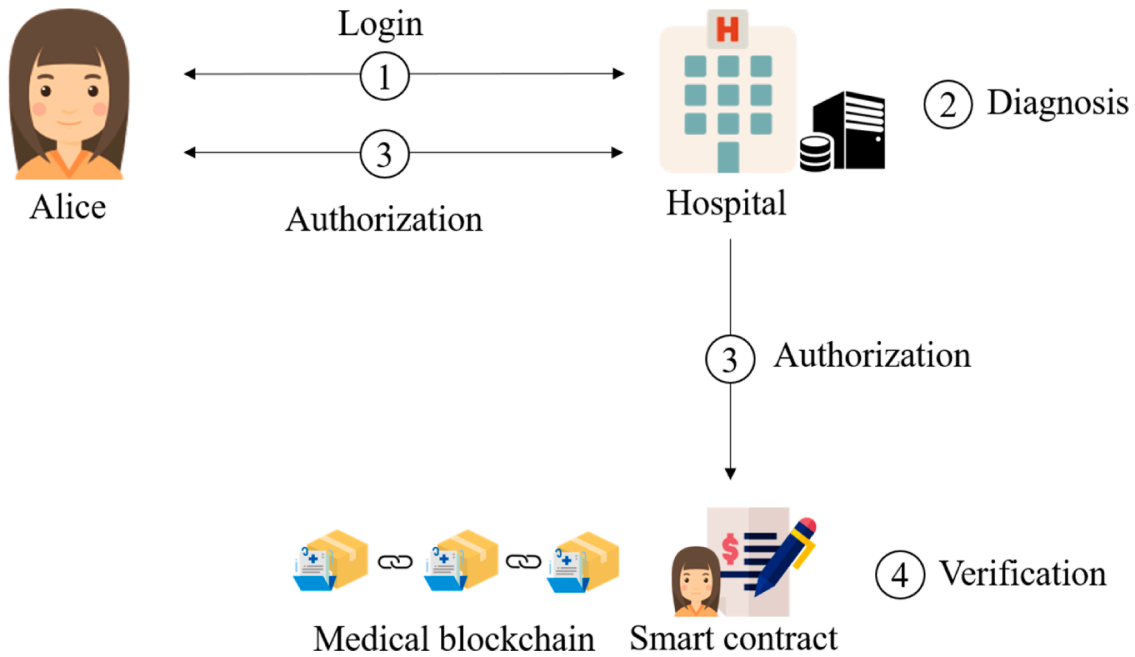 Login
1
H
2 Diagnosis
3
Alice
Authorization
Hospital
3 Authorization
$
4 Verification
Medical blockchain
Smart contract